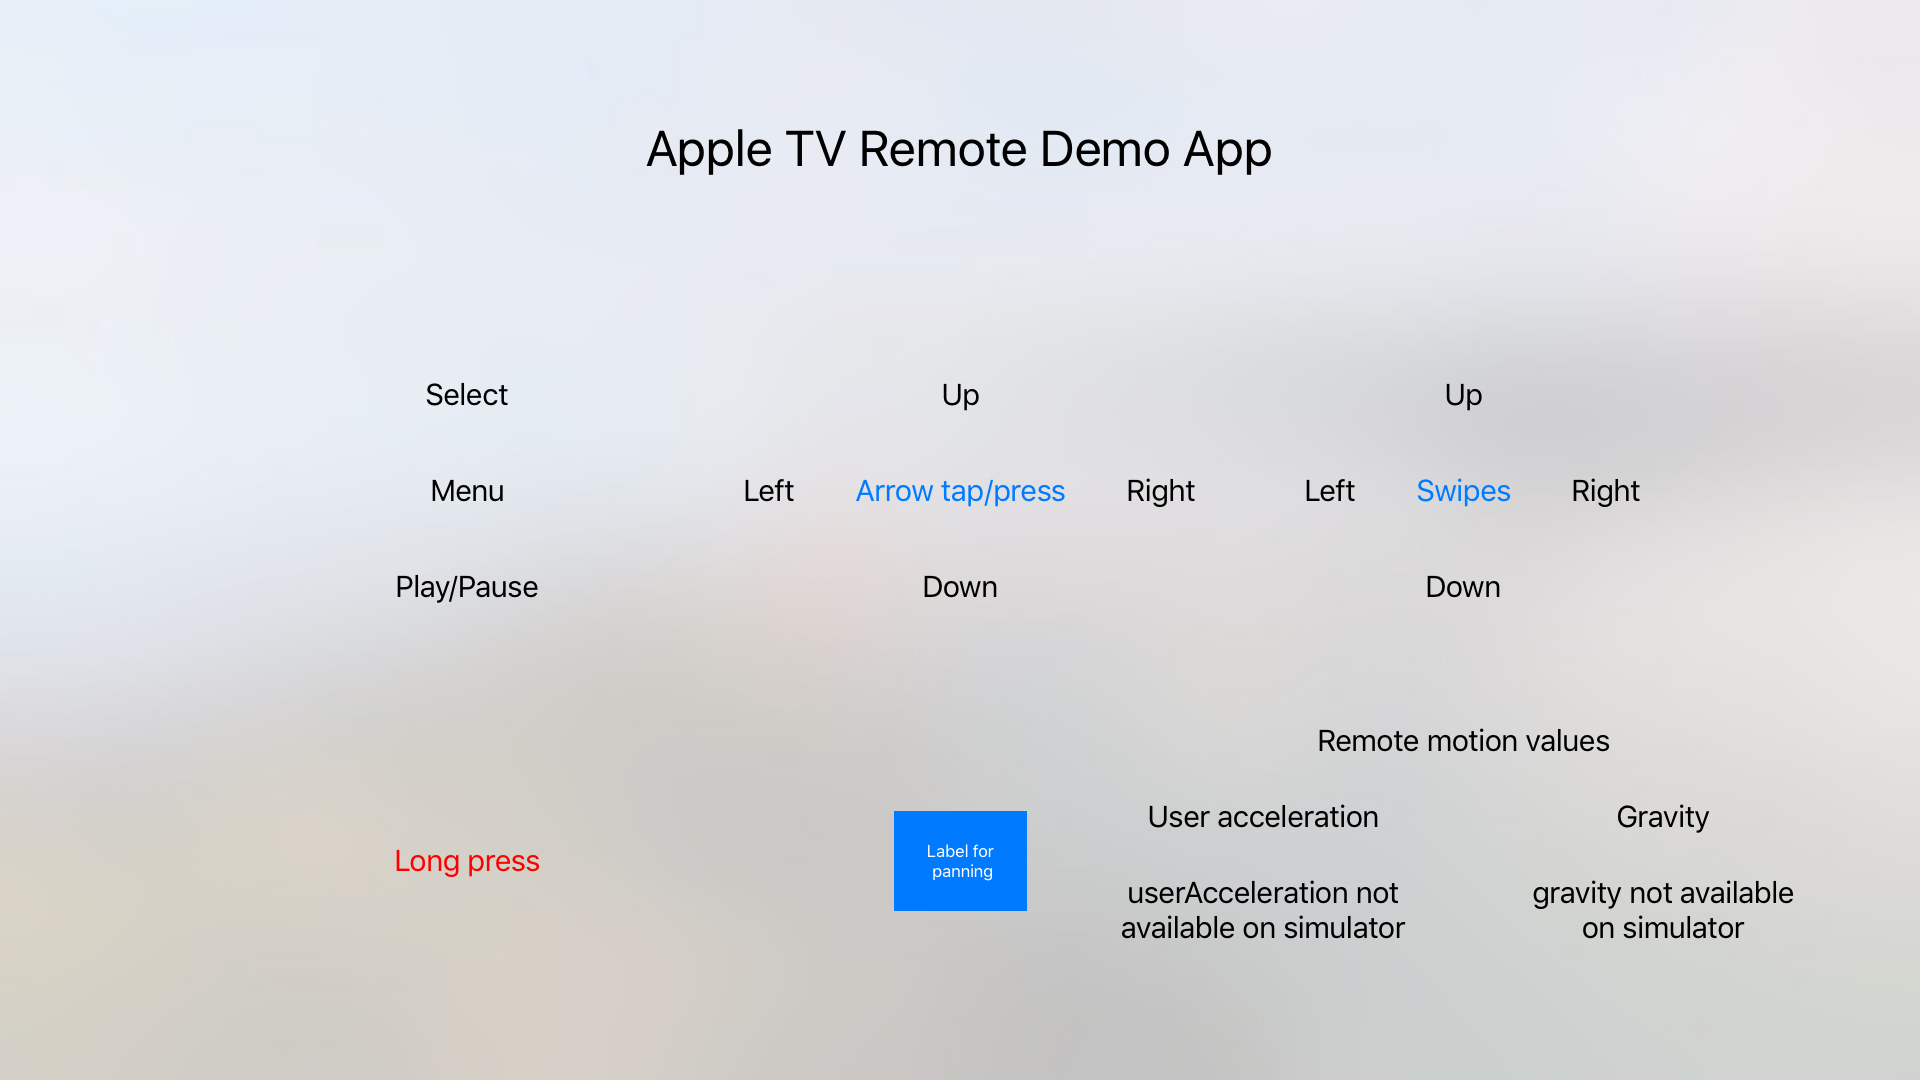 Apple TV Remote Demo App
Select
Up
Up
Menu
Left
Arrow tap/press
Right
Left
Swipes
Right
Play/Pause
Down
Down
Remote motion values
User acceleration
Gravity
Long press
Label for
panning
userAcceleration not
available on simulator
gravity not available
on simulator